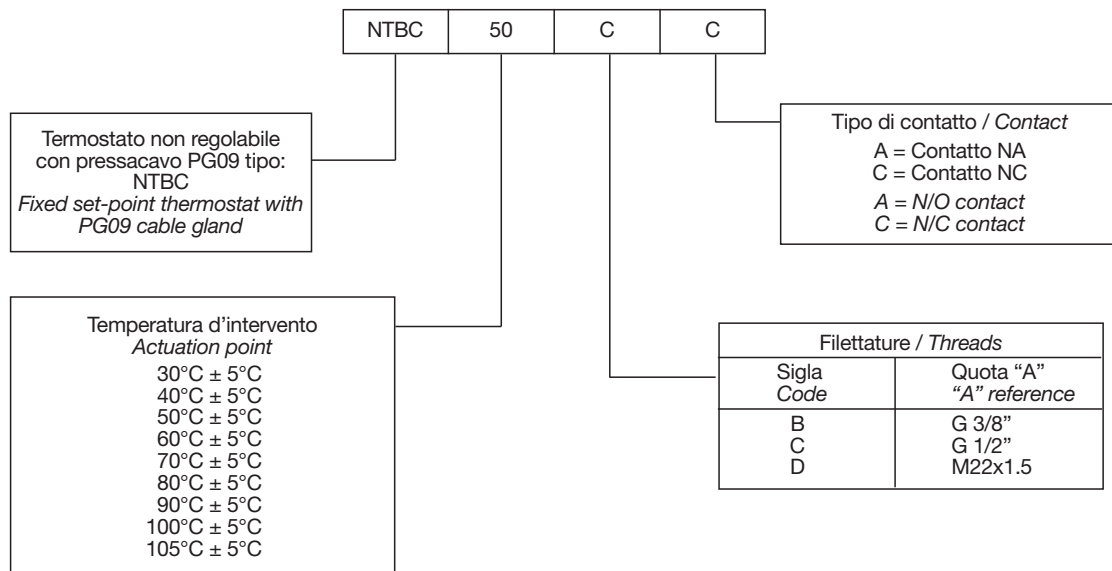 NTBC 50 C C
Termostato non regolabile
con pressacavo PG09 tipo:
NTBC
Fixed set-point thermostat with
PG09 cable gland
Tipo di contatto / Contact
A = Contatto NA
C = Contatto NC
A = N/O contact
C = N/C contact
Temperatura d'intervento
Actuation point
30°C ± 5°C
40°C ± 5°C
50°C ± 5°C
60°C ± 5°C
70°C ± 5°C
80°C ± 5°C
90°C ± 5°C
100°C ± 5°C
105°C ± 5°C
Filettature / Threads
Sigla Quota “A”
Code “A” reference
B G 3/8”
C G 1/2”
D M22x1.5